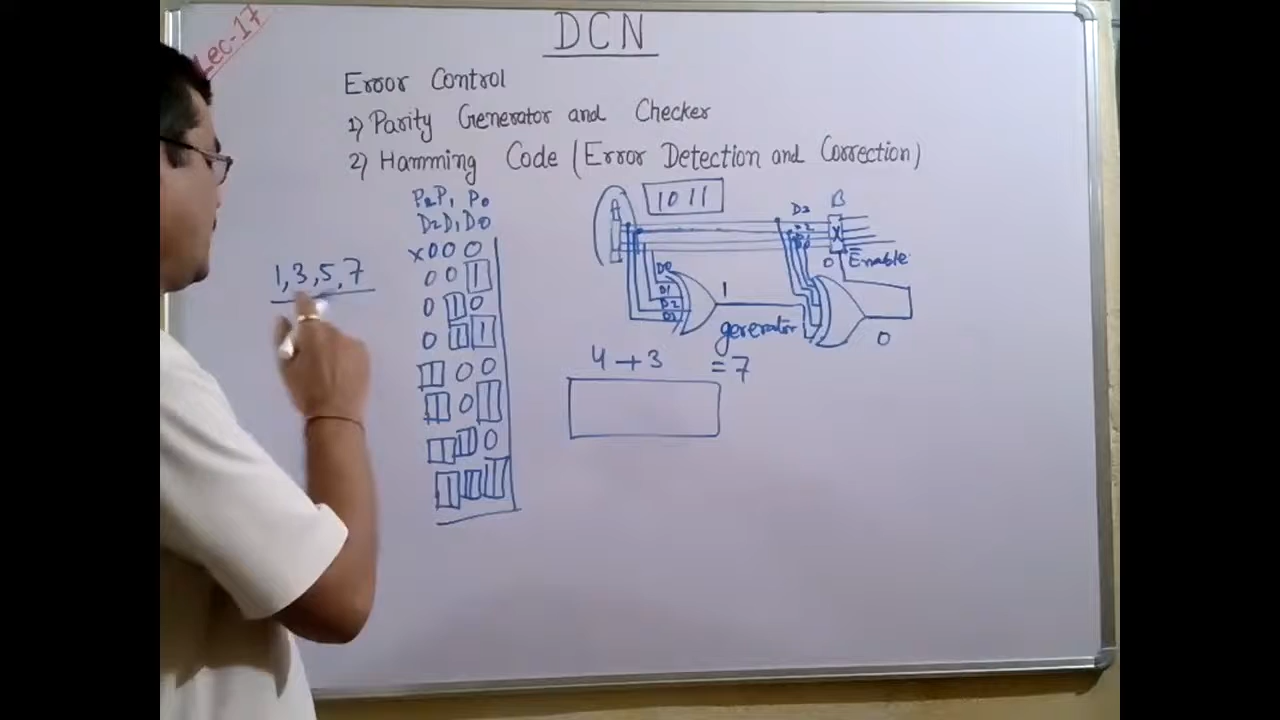 Lec-17
DCN
Error Control
1) Parity Generator and Checker
2) Hamming Code (Error Detection and Correction)
P2 P1 P0
D2 D1 D0
x 0 0 0
0 0 1
0 1 0
0 1 1
1 0 0
1 0 1
1 1 0
1 1 1
1, 3, 5, 7
A
1011
D3
D2
B
X
0
Enable
D0
D1
D2
D3
1
generator
0
4 + 3 = 7